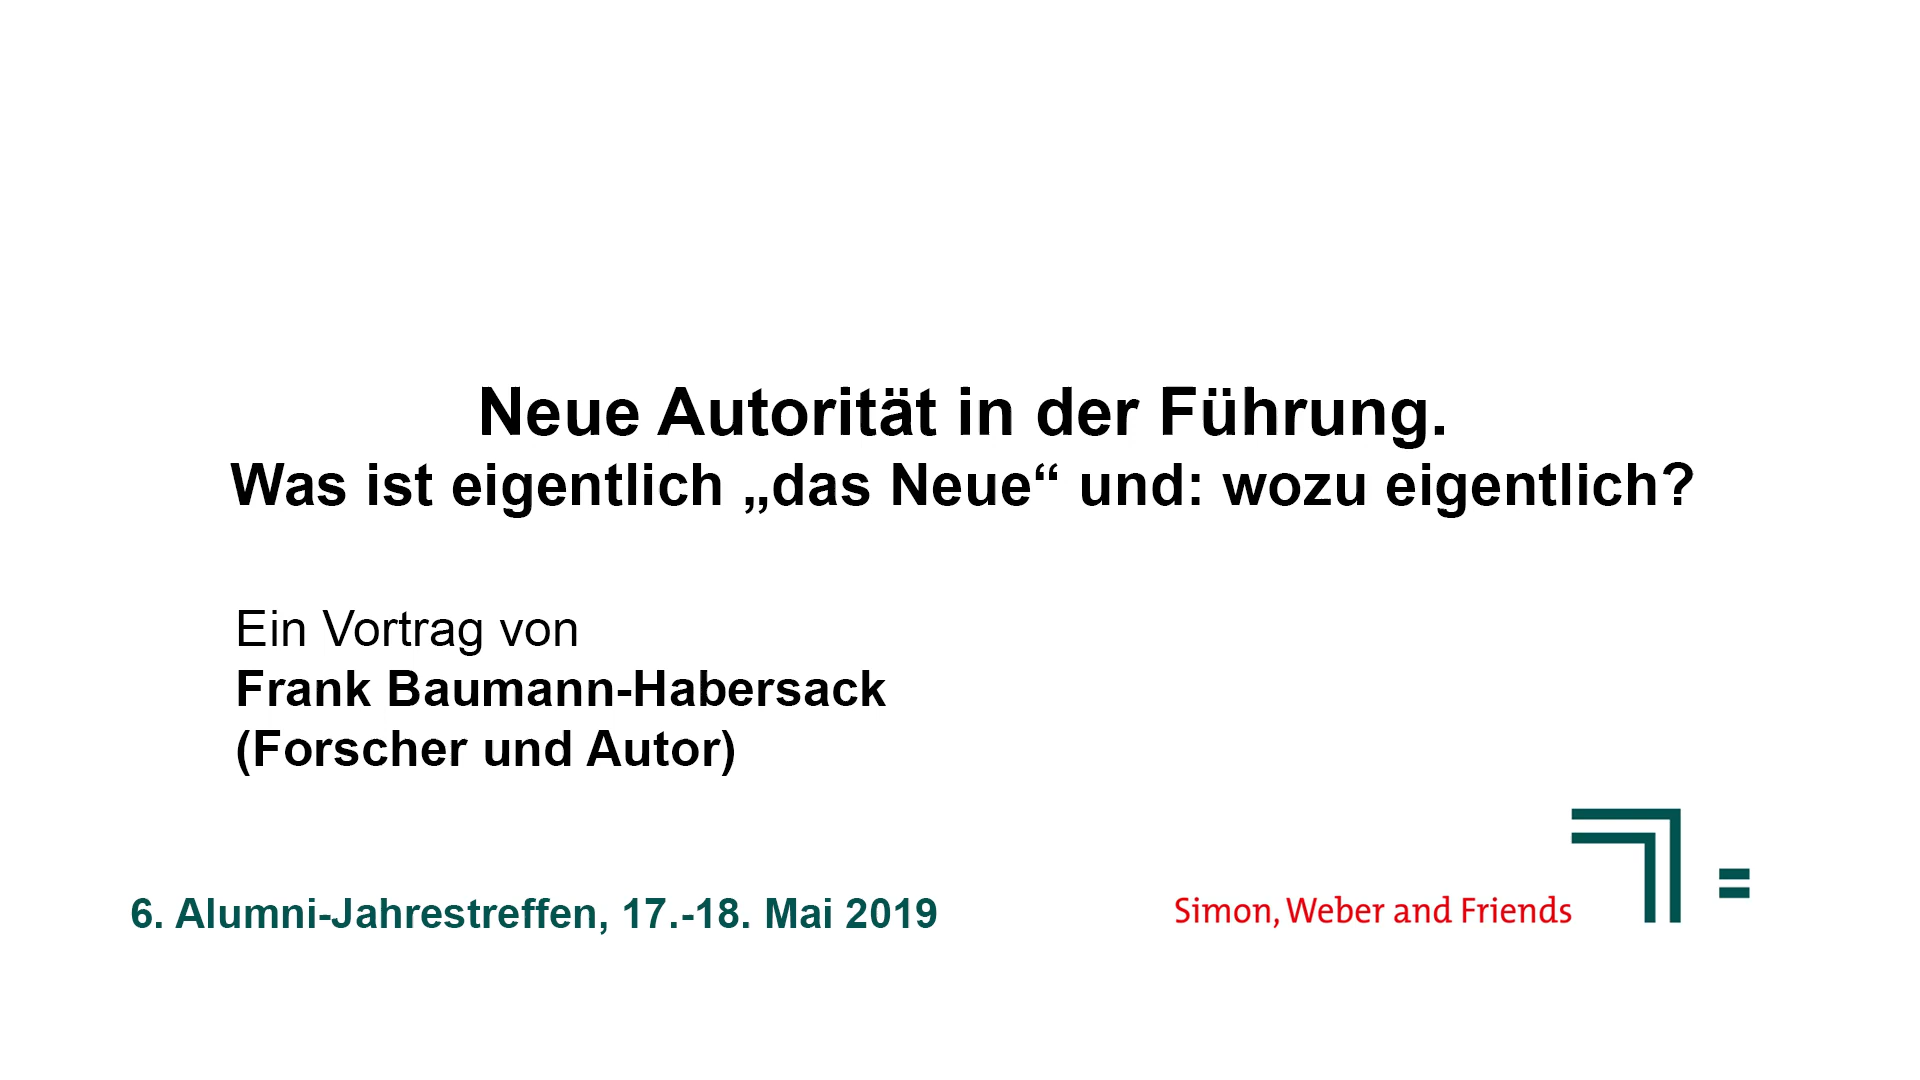 Neue Autorität in der Führung.
Was ist eigentlich „das Neue“ und: wozu eigentlich?
Ein Vortrag von
Frank Baumann-Habersack
(Forscher und Autor)
6. Alumni-Jahrestreffen, 17.-18. Mai 2019
Simon, Weber and Friends